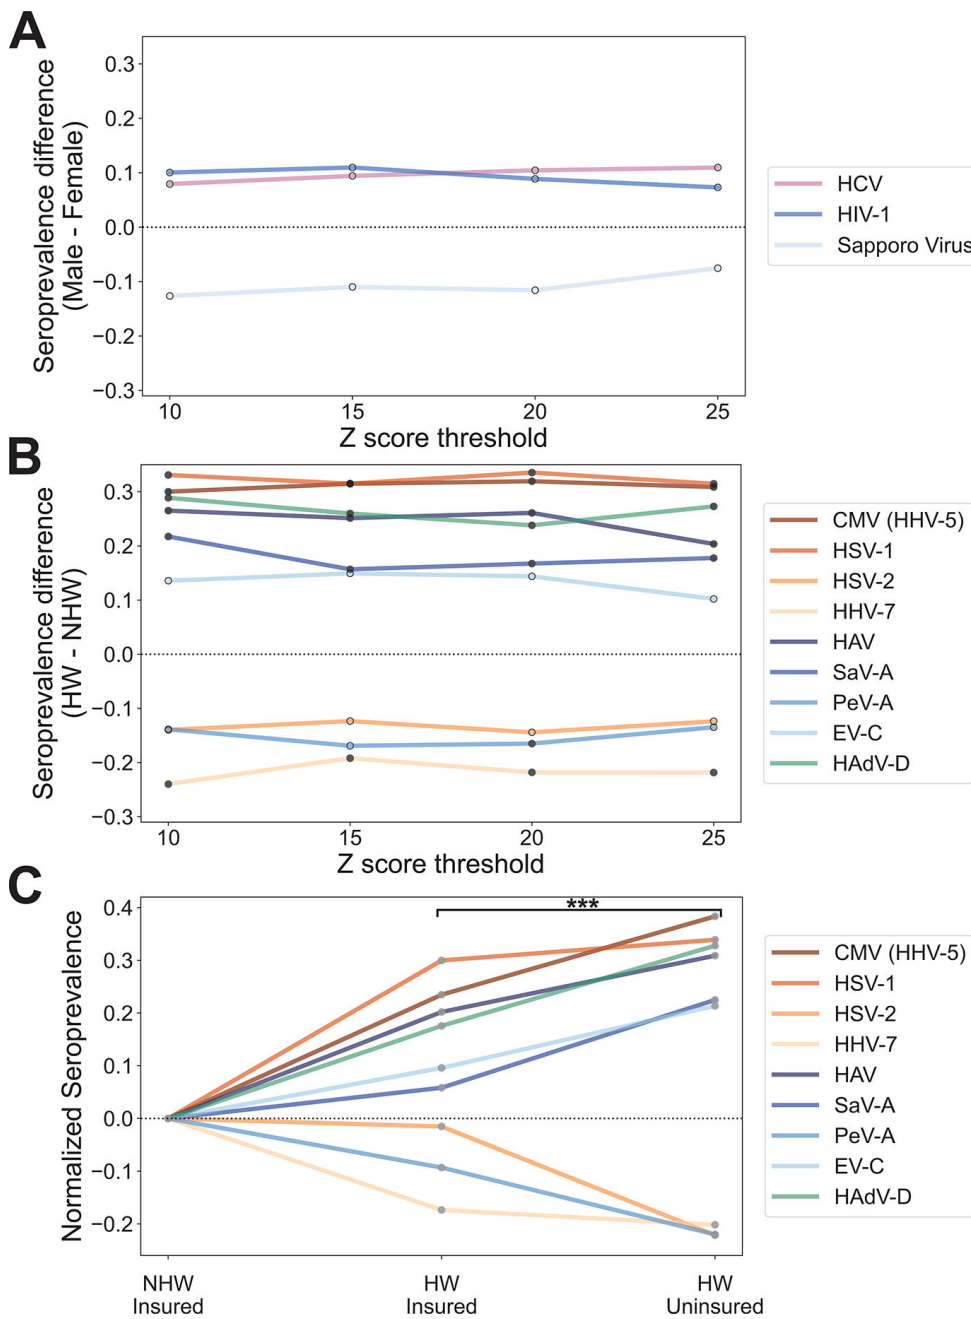 A
Seroprevalence difference
(Male - Female)
0.3
0.2
0.1
0.0
−0.1
−0.2
−0.3
10 15 20 25
Z score threshold
HCV
HIV-1
Sapporo Virus
B
Seroprevalence difference
(HW - NHW)
0.3
0.2
0.1
0.0
−0.1
−0.2
−0.3
10 15 20 25
Z score threshold
CMV (HHV-5)
HSV-1
HSV-2
HHV-7
HAV
SaV-A
PeV-A
EV-C
HAdV-D
C
Normalized Seroprevalence
0.4
0.3
0.2
0.1
0.0
−0.1
−0.2
***
NHW
Insured
HW
Insured
HW
Uninsured
CMV (HHV-5)
HSV-1
HSV-2
HHV-7
HAV
SaV-A
PeV-A
EV-C
HAdV-D